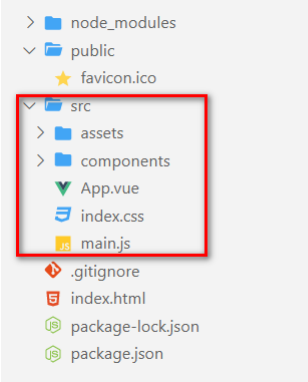 node_modules
public
favicon.ico
src
assets
components
App.vue
index.css
JS main.js
.gitignore
index.html
package-lock.json
package.json